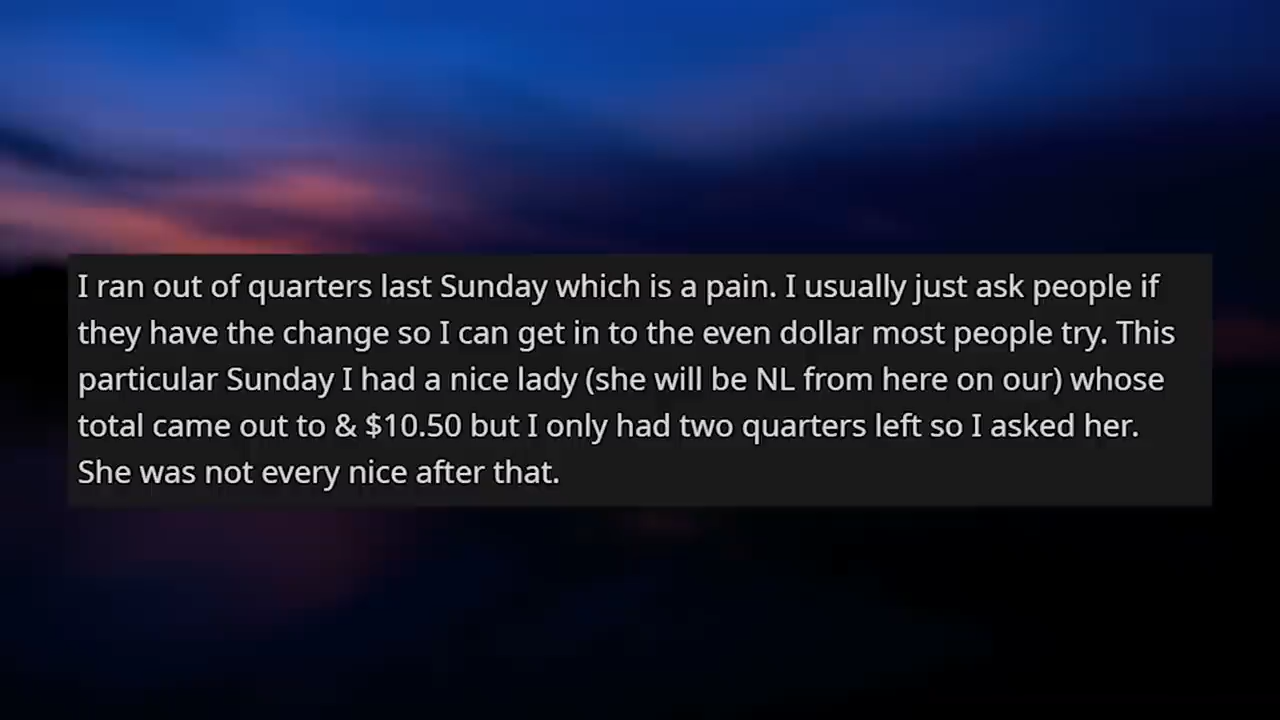 I ran out of quarters last Sunday which is a pain. I usually just ask people if
they have the change so I can get in to the even dollar most people try. This
particular Sunday I had a nice lady (she will be NL from here on our) whose
total came out to & $10.50 but I only had two quarters left so I asked her.
She was not every nice after that.